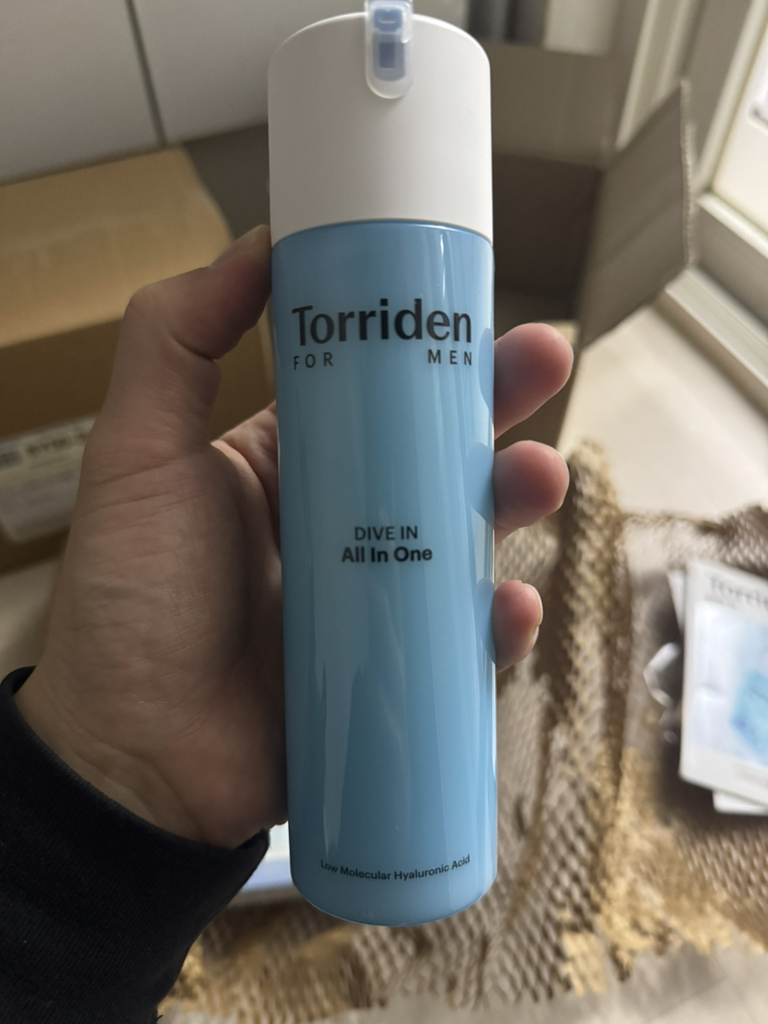 Torriden
FOR MEN
DIVE IN
All In One
Low Molecular Hyaluronic Acid